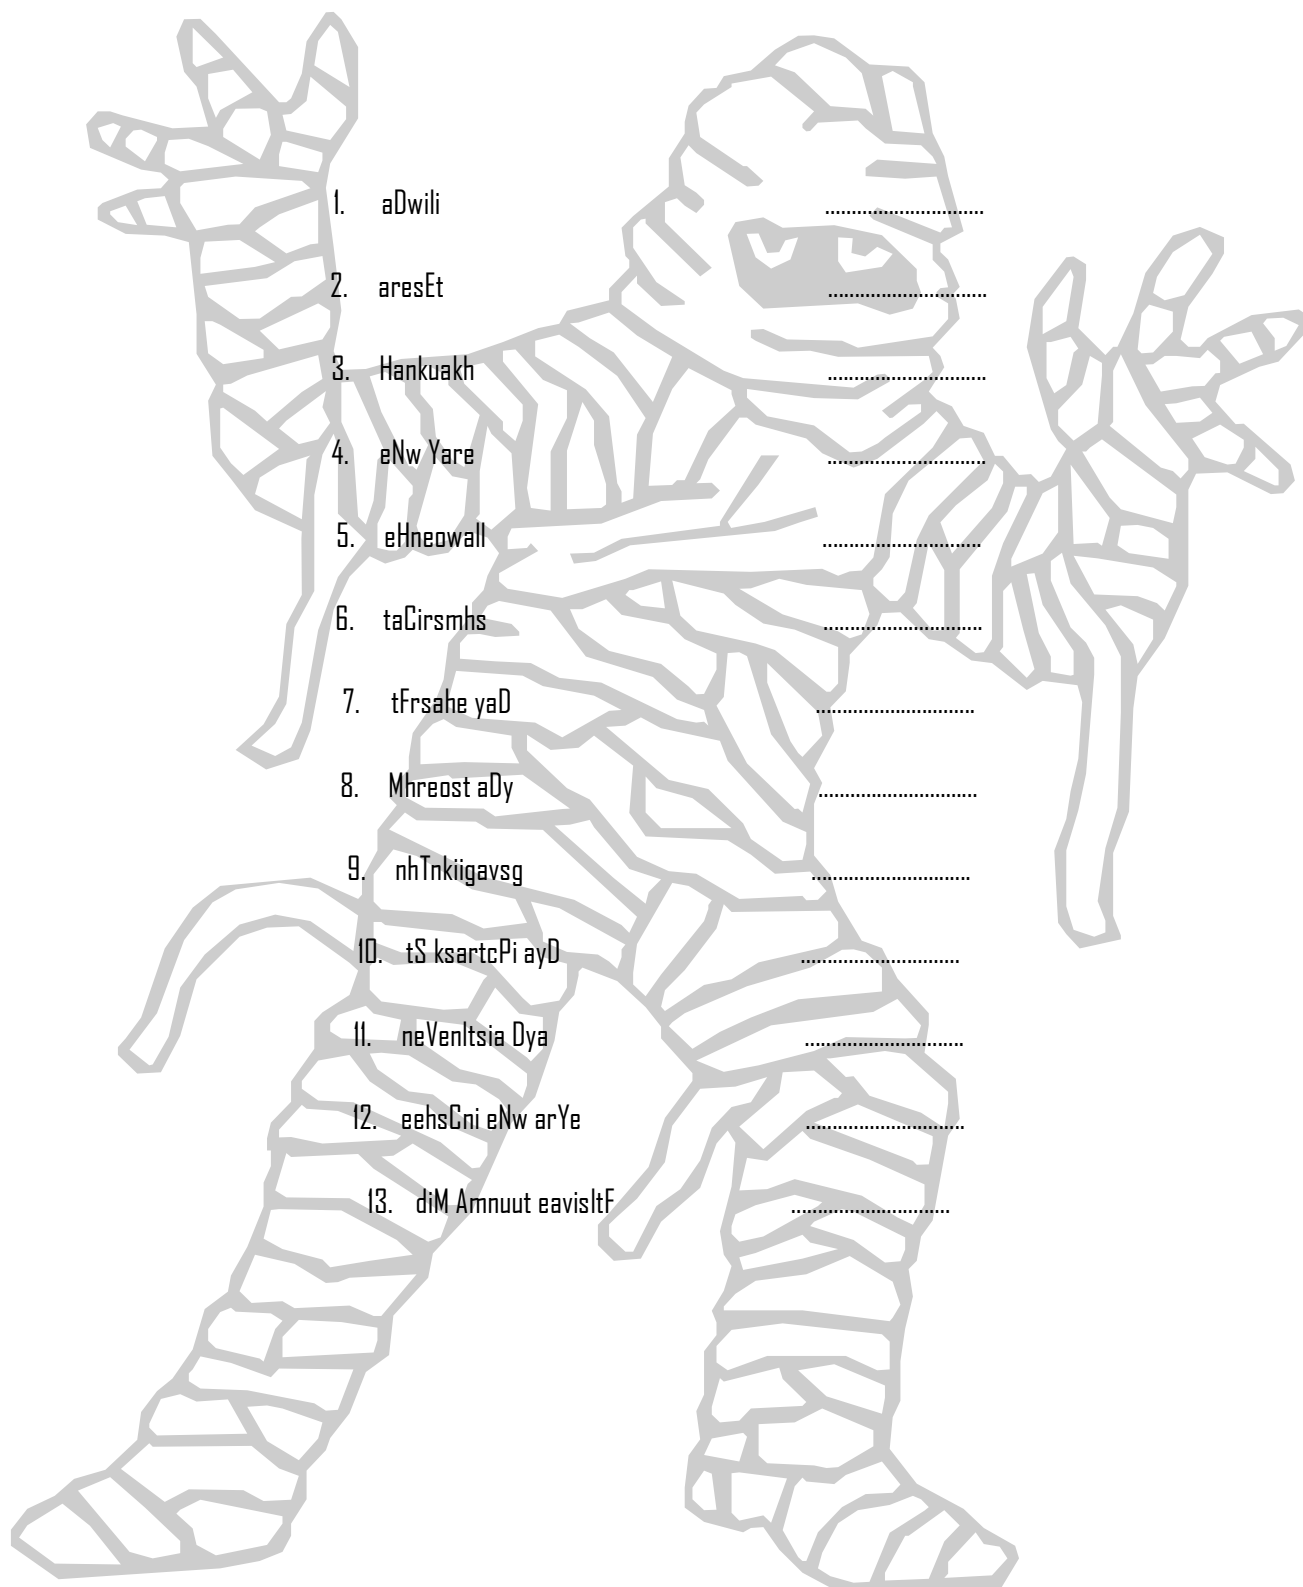 1. aDwili ..............................
2. aresEt ..............................
3. Hankuakh ..............................
4. eNw Yare ..............................
5. eHneowall ..............................
6. taCirsmhs ..............................
7. tFrsahe yaD ..............................
8. Mhreost aDy ..............................
9. nhTnkiigavsg ..............................
10. tS ksartcPi ayD ..............................
11. neVenltsia Dya ..............................
12. eehsCni eNw arYe ..............................
13. diM Amnuut eavisltF ..............................